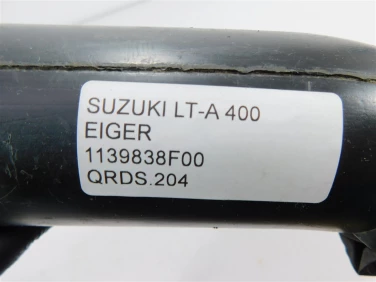 SUZUKI LT-A 400
EIGER
1139838F00
QRDS.204